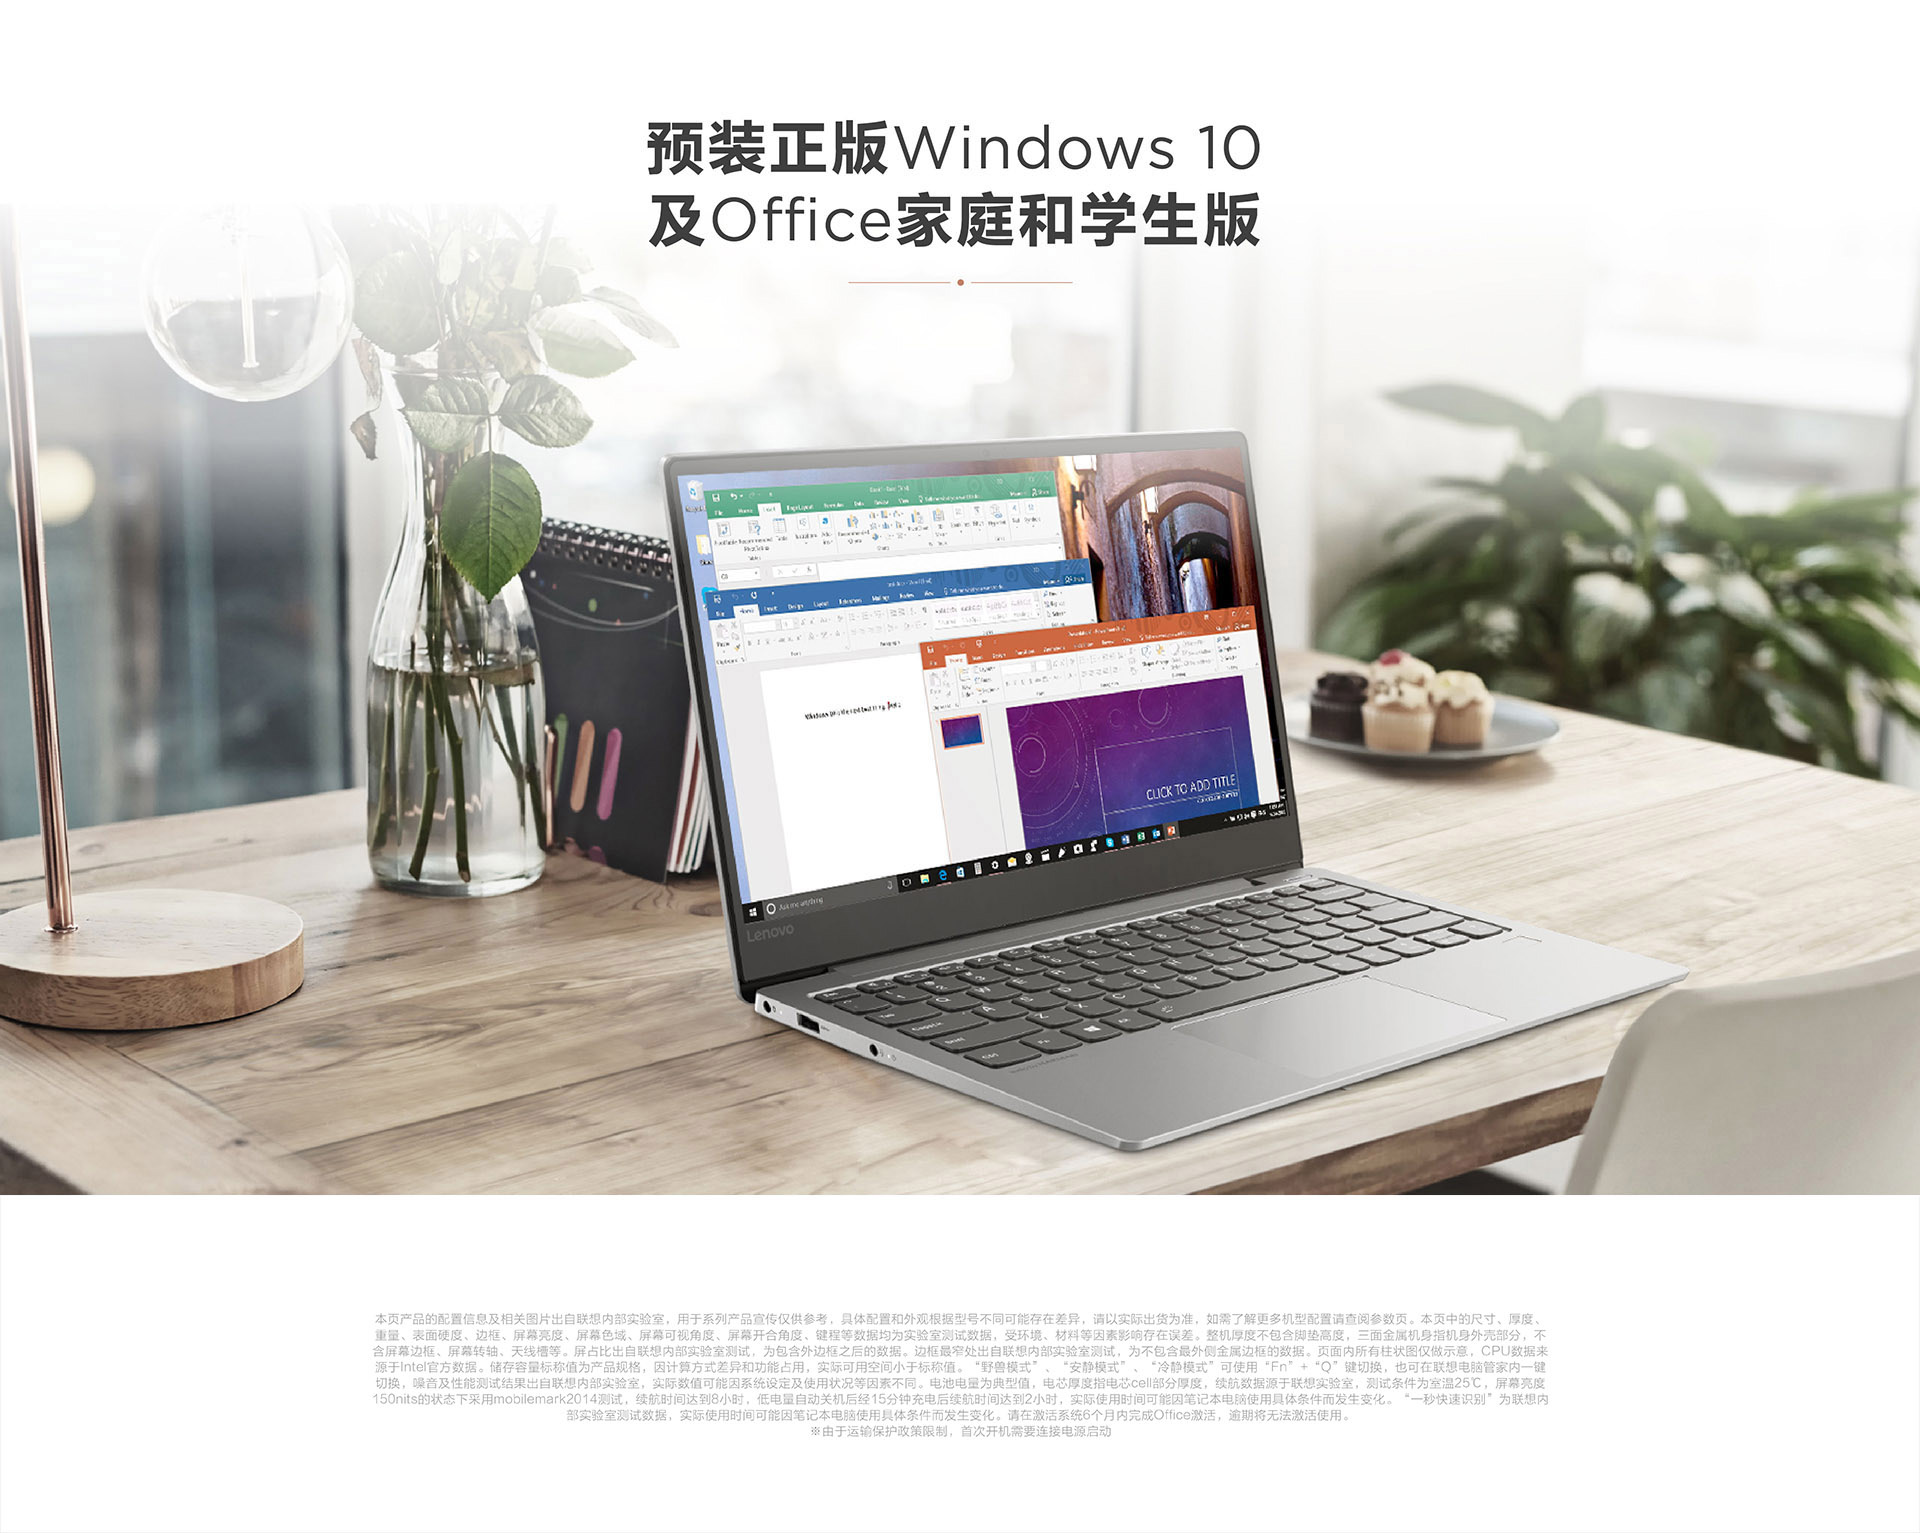 预装正版Windows 10
及Office家庭和学生版
File Home Insert Page Layout Formulas Data Review View
Tables
Charts
File Home Insert Design Layout References Mailings Review View
Clipboard Font Paragraph
CLICK TO ADD TITLE
Ask me anything
Lenovo
本页产品的配置信息及相关图片出自联想内部实验室，用于系列产品宣传仅供参考，具体配置和外观根据型号不同可能存在差异，请以实际出货为准，如需了解更多机型配置请查阅参数页。本页中的尺寸、厚度、
重量、表面硬度、边框、屏幕亮度、屏幕色域、屏幕可视角度、屏幕开合角度、键程等数据均为实验室测试数据，受环境、材料等因素影响存在误差。整机厚度不包含脚垫高度，三面金属机身指机身外壳部分，不
含屏幕边框、屏幕转轴、天线槽等。屏占比出自联想内部实验室测试，为包含外边框之后的数据。边框最窄处出自联想内部实验室测试，为不包含最外侧金属边框的数据。页面内所有柱状图仅做示意，CPU数据来
源于Intel官方数据。储存容量标称值为产品规格，因计算方式差异和功能占用，实际可用空间小于标称值。“野兽模式”、“安静模式”、“冷静模式”可使用“Fn”+“Q”键切换，也可在联想电脑管家内一键
切换，噪音及性能测试结果出自联想内部实验室，实际数值可能因系统设定及使用状况等因素不同。电池电量为典型值，电芯厚度指电芯cell部分厚度，续航数据源于联想实验室，测试条件为室温25℃，屏幕亮度
150nits的状态下采用mobilemark2014测试，续航时间达到8小时，低电量自动关机后经15分钟充电后续航时间达到2小时，实际使用时间可能因笔记本电脑使用具体条件而发生变化。“一秒快速识别”为联想内
部实验室测试数据，实际使用时间可能因笔记本电脑使用具体条件而发生变化。请在激活系统6个月内完成Office激活，逾期将无法激活使用。
※由于运输保护政策限制，首次开机需要连接电源启动